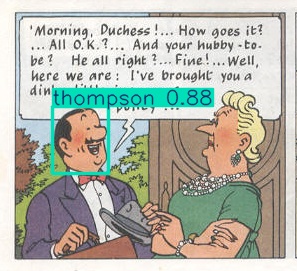 'Morning, Duchess!... How goes it?
... All O.K.?... And your hubby-to-
be? He all right?... Fine!...Well,
here we are: I've brought you a
thompson 0.88